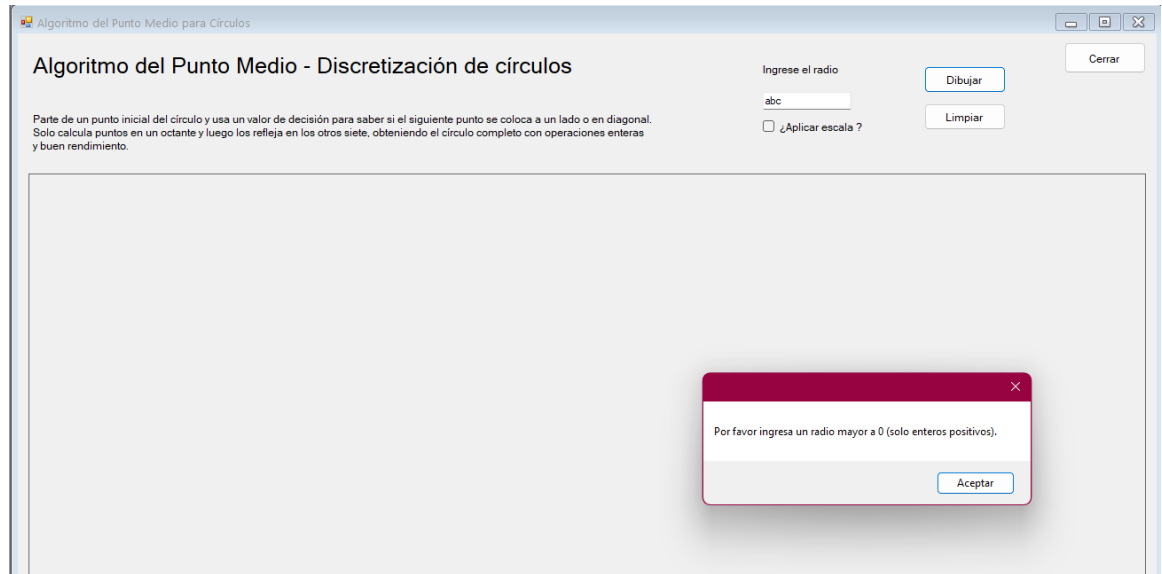 Algoritmo del Punto Medio para Círculos
Algoritmo del Punto Medio - Discretización de círculos
Cerrar
Ingrese el radio
Dibujar
abc
Parte de un punto inicial del círculo y usa un valor de decisión para saber si el siguiente punto se coloca a un lado o en diagonal.
Solo calcula puntos en un octante y luego los refleja en los otros siete, obteniendo el círculo completo con operaciones enteras
y buen rendimiento.
¿Aplicar escala ?
Limpiar
Por favor ingresa un radio mayor a 0 (solo enteros positivos).
Aceptar